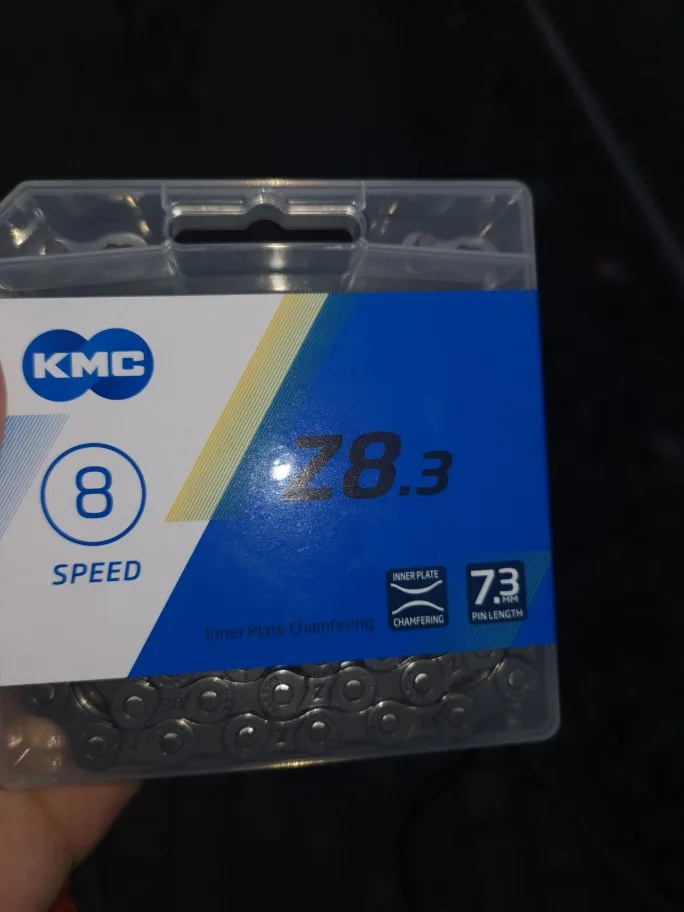 KMC
8
SPEED
Z8.3
INNER PLATE
CHAMFERING
7.3
MM
PIN LENGTH
Inner Plate Chamfering
Z
Z